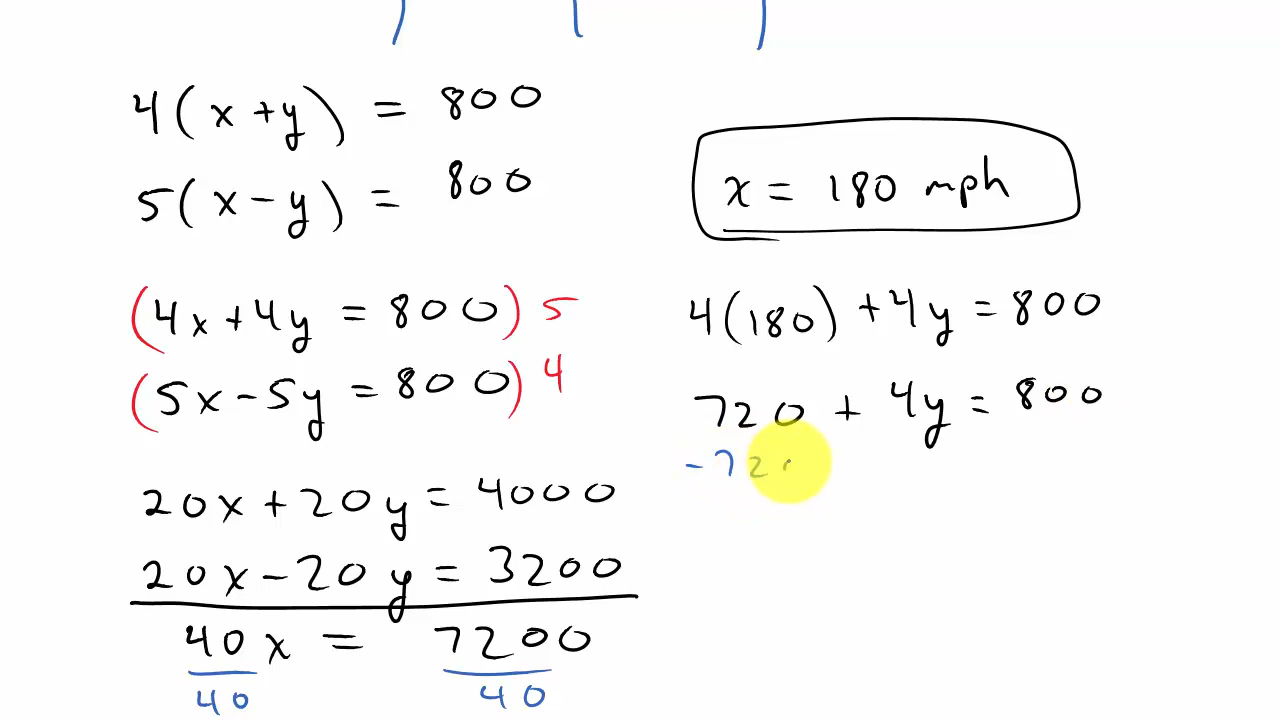 4(x+y) = 800
5(x-y) = 800
(4x+4y = 800) 5
(5x-5y = 800) 4
20x+20y = 4000
20x-20y = 3200
40x = 7200
40 40
x = 180 mph
4(180) +4y = 800
720 + 4y = 800
-72